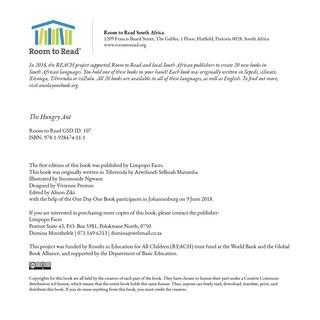 Room to Read®
Room to Read South Africa
1209 Francis Baard Street, The Gables, 1 Floor, Hatfield, Pretoria 0028, South Africa
www.roomtoread.org
In 2018, the REACH project supported Room to Read and local South African publishers to create 20 new books in
South African languages. You hold one of these books in your hand! Each book was originally written in Sepedi, isiSwati,
Xitsonga, Tshivenda or isiZulu. All 20 books are available in all of these languages, as well as English. To find out more,
visit onedayonebook.org.
The Hungry Ant
Room to Read GSD ID: 107
ISBN: 978-1-928474-11-1
The first edition of this book was published by Limpopo Faces.
This book was originally written in Tshivenda by Azwifaneli Sellinah Matamba.
Illustrated by Sinomonde Ngwane
Designed by Vivienne Preston
Edited by Alison Ziki
with the help of the One Day One Book participants in Johannesburg on 9 June 2018.
If you are interested in purchasing more copies of this book, please contact the publisher:
Limpopo Faces
Postnet Suite 43, P.O. Box 5981, Polokwane North, 0750
Domina Munzhelele | 071 149 6213 | domina@webmail.co.za
This project was funded by Results in Education for All Children (REACH) trust fund at the World Bank and the Global
Book Alliance, and supported by the Department of Basic Education.
Copyrights for this book are all held by the creators of each part of the book. They have chosen to license their part under a Creative Commons
Attribution 4.0 license, which means that the entire book holds the same license. Thus, anyone can freely read, download, translate, print, and
distribute this book. If you do reuse anything from this book, you must credit the creators.